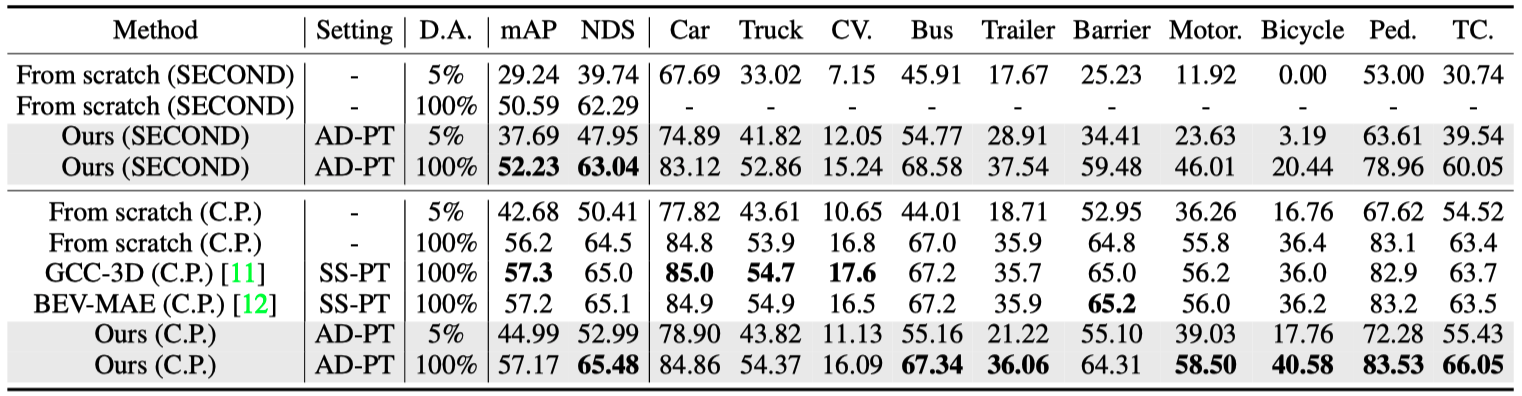 Method Setting D.A. mAP NDS Car Truck CV. Bus Trailer Barrier Motor. Bicycle Ped. TC.
From scratch (SECOND) - 5% 29.24 39.74 67.69 33.02 7.15 45.91 17.67 25.23 11.92 0.00 53.00 30.74
From scratch (SECOND) - 100% 50.59 62.29 - - - - - - - - - -
Ours (SECOND) AD-PT 5% 37.69 47.95 74.89 41.82 12.05 54.77 28.91 34.41 23.63 3.19 63.61 39.54
Ours (SECOND) AD-PT 100% 52.23 63.04 83.12 52.86 15.24 68.58 37.54 59.48 46.01 20.44 78.96 60.05
From scratch (C.P.) - 5% 42.68 50.41 77.82 43.61 10.65 44.01 18.71 52.95 36.26 16.76 67.62 54.52
From scratch (C.P.) - 100% 56.2 64.5 84.8 53.9 16.8 67.0 35.9 64.8 55.8 36.4 83.1 63.4
GCC-3D (C.P.) [11] SS-PT 100% 57.3 65.0 85.0 54.7 17.6 67.2 35.7 65.0 56.2 36.0 82.9 63.7
BEV-MAE (C.P.) [12] SS-PT 100% 57.2 65.1 84.9 54.9 16.5 67.2 35.9 65.2 56.0 36.2 83.2 63.5
Ours (C.P.) AD-PT 5% 44.99 52.99 78.90 43.82 11.13 55.16 21.22 55.10 39.03 17.76 72.28 55.43
Ours (C.P.) AD-PT 100% 57.17 65.48 84.86 54.37 16.09 67.34 36.06 64.31 58.50 40.58 83.53 66.05